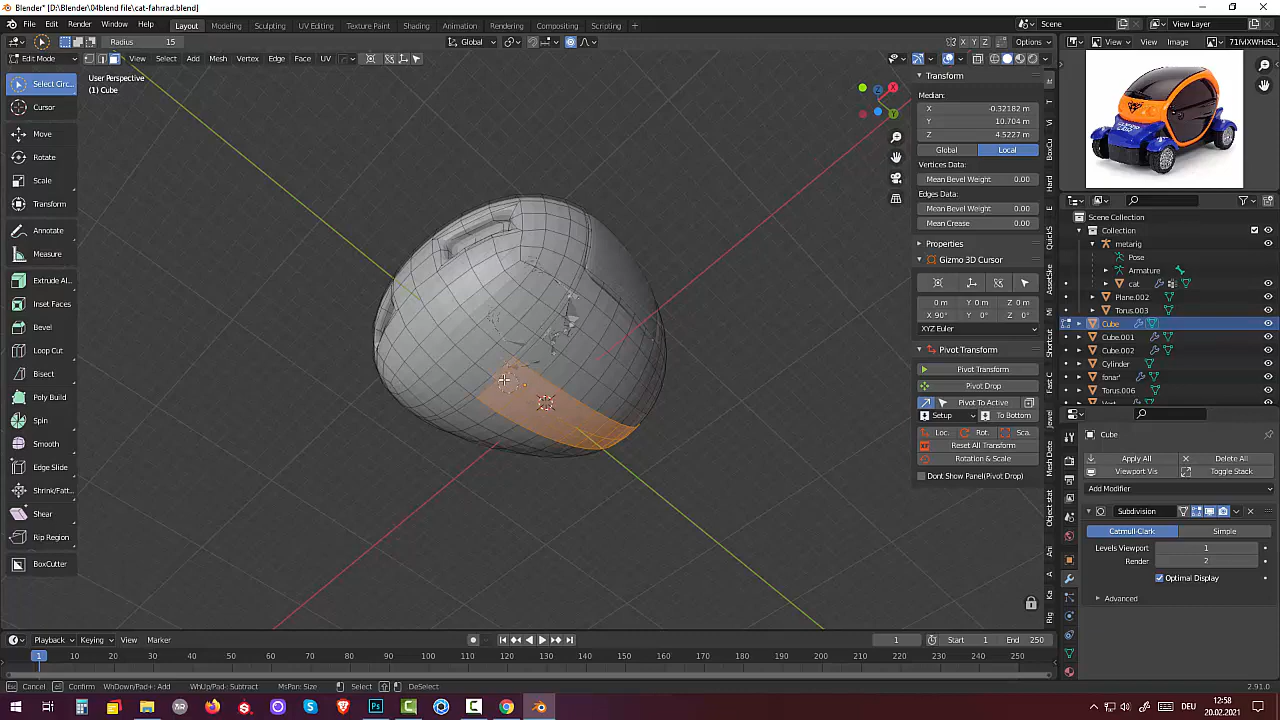 Blender* [D:\Blender\04blend file\cat-fahrrad.blend]
File Edit Render Window Help Layout Modeling Sculpting UV Editing Texture Paint Shading Animation Rendering Compositing Scripting Scene View Layer
Radius 15 Global X Y Z Options View Image
Edit Mode View Select Add Mesh Vertex Edge Face UV
User Perspective
(1) Cube
Select Circ...
Cursor
Move
Rotate
Scale
Transform
Annotate
Measure
Extrude Al...
Inset Faces
Bevel
Loop Cut
Bisect
Poly Build
Spin
Smooth
Edge Slide
Shrink/Fatt...
Shear
Rip Region
BoxCutter
Transform
Median:
X -0.32182 m
Y 10.704 m
Z 4.5227 m
Global Local
Vertices Data:
Mean Bevel Weight 0.00
Edges Data:
Mean Bevel Weight 0.00
Mean Crease 0.00
Properties
Gizmo 3D Cursor
0 m Y 0 m Z 0 m
X 90° Y 0° Z 0°
XYZ Euler
Pivot Transform
Pivot Transform
Pivot Drop
Pivot To Active
Setup To Bottom
Loc. Rot. Sca.
Reset All Transform
Rotation & Scale
Dont Show Panel(Pivot Drop)
Scene Collection
Collection
metarig
Pose
Armature
cat
Plane.002
Torus.003
Cube
Cube.001
Cube.002
Cylinder
fonar'
Torus.006
Cube
Apply All Delete All
Viewport Vis Toggle Stack
Add Modifier
Subdivision
Catmull-Clark Simple
Levels Viewport 1
Render 2
Optimal Display
Advanced
Playback Keying View Marker 1 Start 1 End 250
1 10 20 30 40 50 60 70 80 90 100 110 120 130 140 150 160 170 180 190 200 210 220 230 240 250
Cancel Confirm WhDown/Pad+: Add WhUp/Pad-: Subtract MsPan: Size Select DeSelect 2.91.0
DEU 12:58
20.02.2021